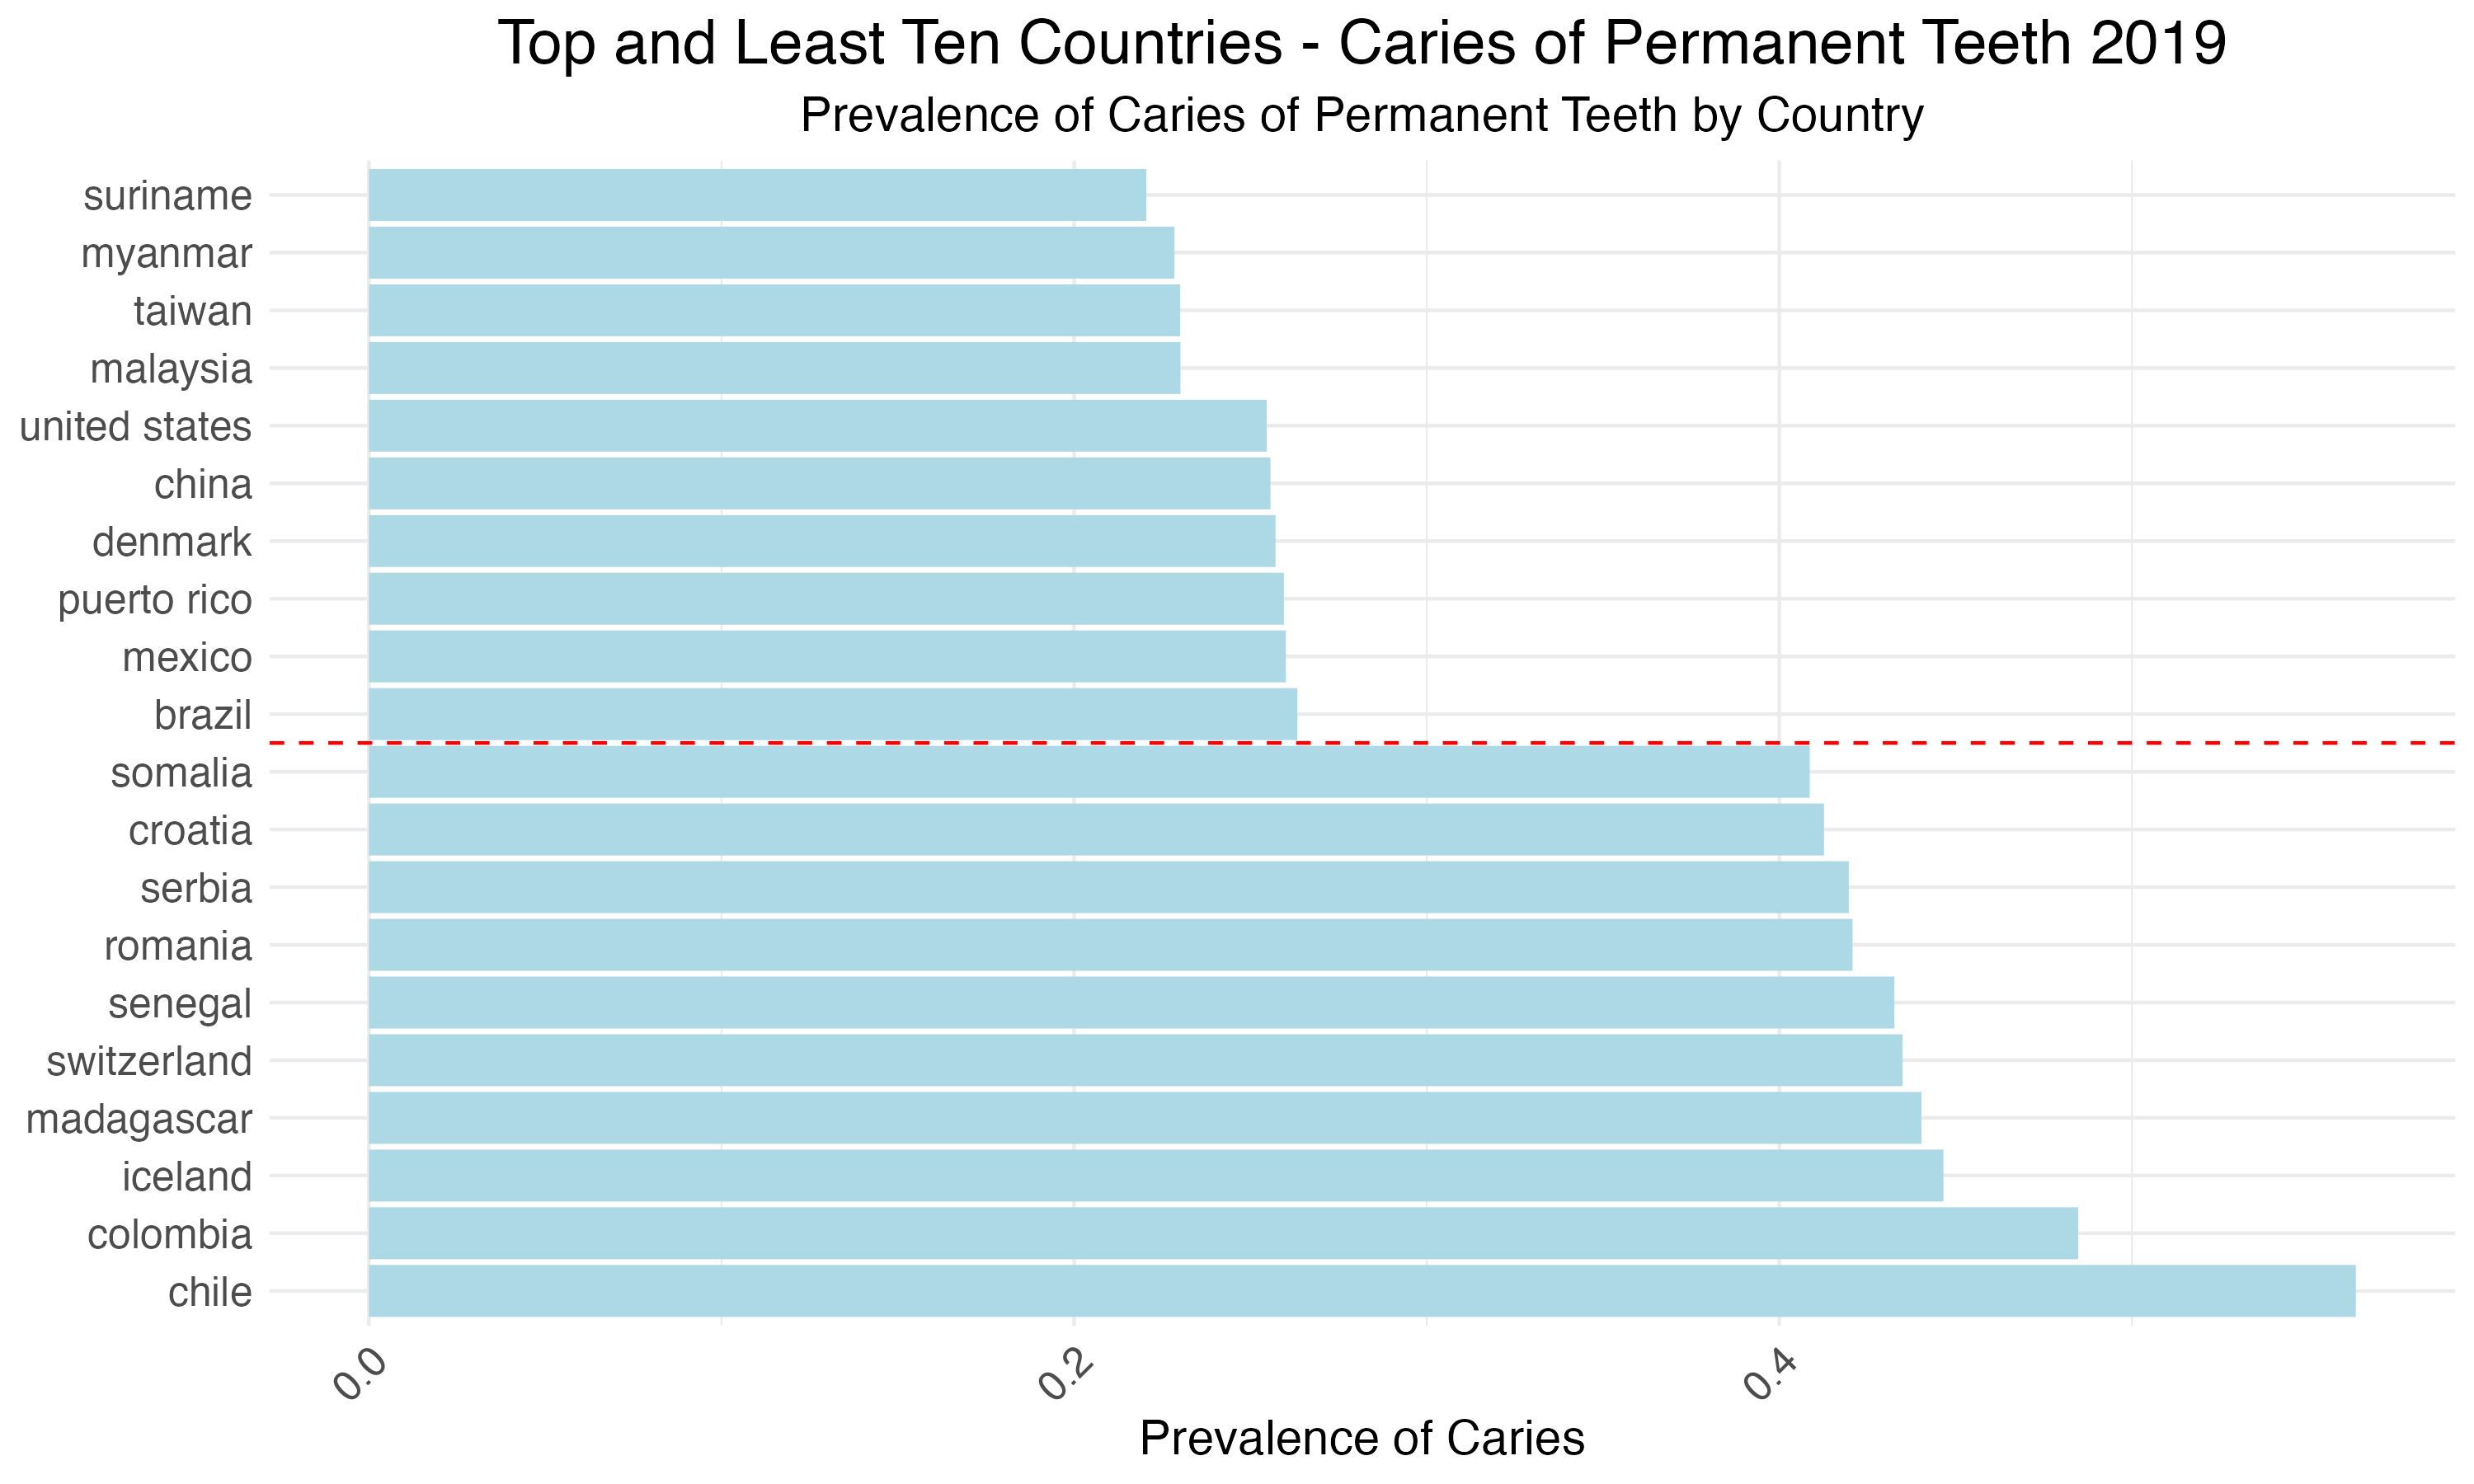 Top and Least Ten Countries - Caries of Permanent Teeth 2019
Prevalence of Caries of Permanent Teeth by Country
suriname
myanmar
taiwan
malaysia
united states
china
denmark
puerto rico
mexico
brazil
somalia
croatia
serbia
romania
senegal
switzerland
madagascar
iceland
colombia
chile
0.0
0.2
0.4
Prevalence of Caries